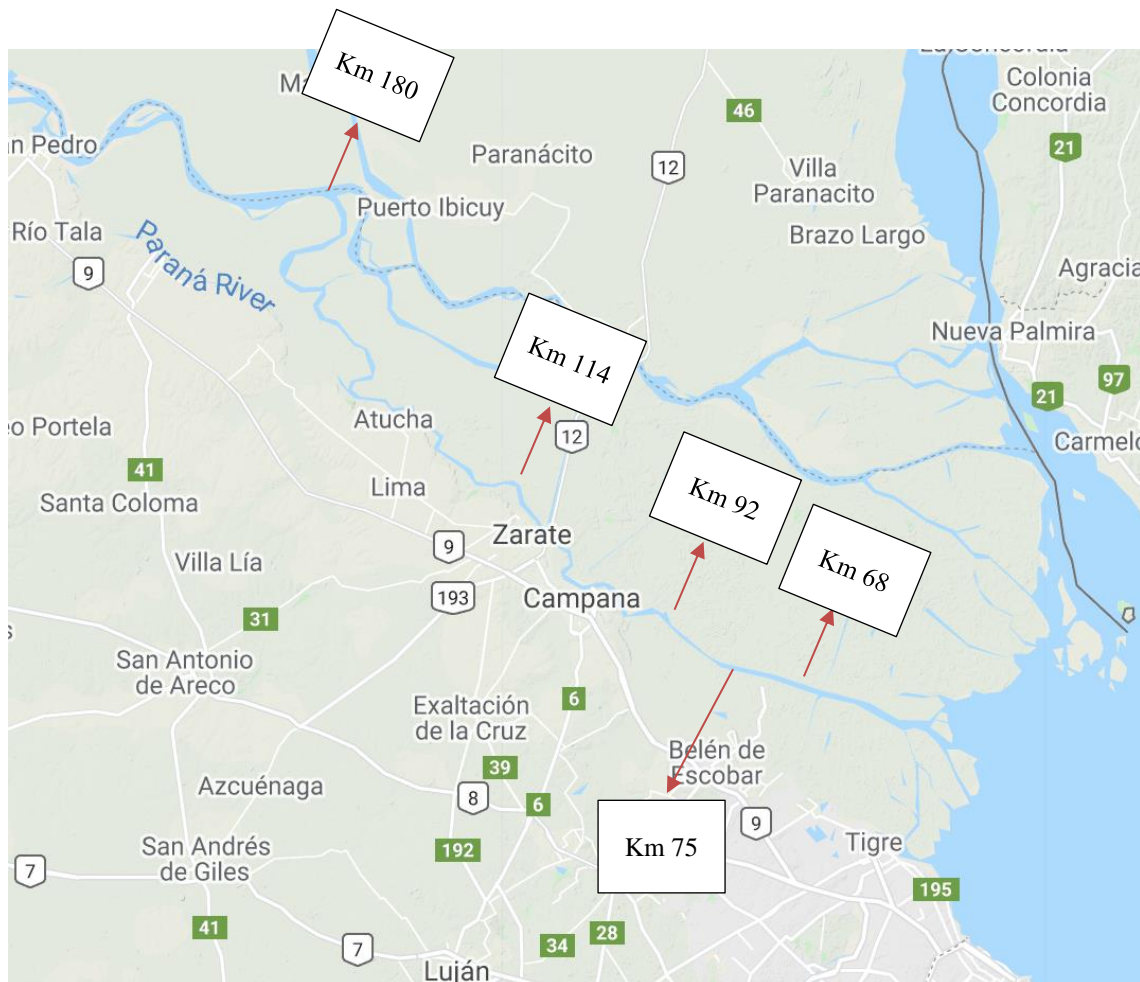 La Concordia
Colonia
Concordia
Km 180
Ma
an Pedro
46
21
Paranácito
12
Villa
Paranacito
Puerto Ibicuy
Río Tala
Brazo Largo
9
Paraná River
Agracia
Nueva Palmira
Km 114
97
21
Atucha
12
eo Portela
Carmelo
41
Santa Coloma
Lima
Km 92
Zarate
9
Villa Lía
Km 68
193
Campana
31
s
San Antonio
de Areco
6
Exaltación
de la Cruz
Belén de
Escobar
39
Azcuénaga
8
6
9
Km 75
Tigre
San Andrés
de Giles
192
7
195
41
28
34
7
Luján